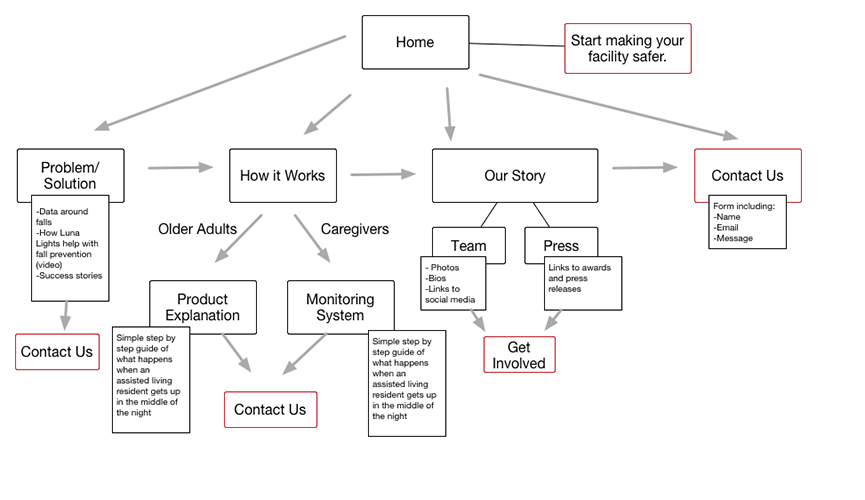 Home
Start making your
facility safer.
Problem/
Solution
How it Works
Our Story
Contact Us
-Data around
falls
-How Luna
Lights help with
fall prevention
(video)
-Success stories
Form including:
-Name
-Email
-Message
Older Adults
Caregivers
Team
Press
- Photos
-Bios
-Links to
social media
Links to awards
and press
releases
Product
Explanation
Monitoring
System
Contact Us
Simple step by
step guide of
what happens
when an
assisted living
resident gets up
in the middle of
the night
Simple step by
step guide of
what happens
when an
assisted living
resident gets up
in the middle of
the night
Get
Involved
Contact Us